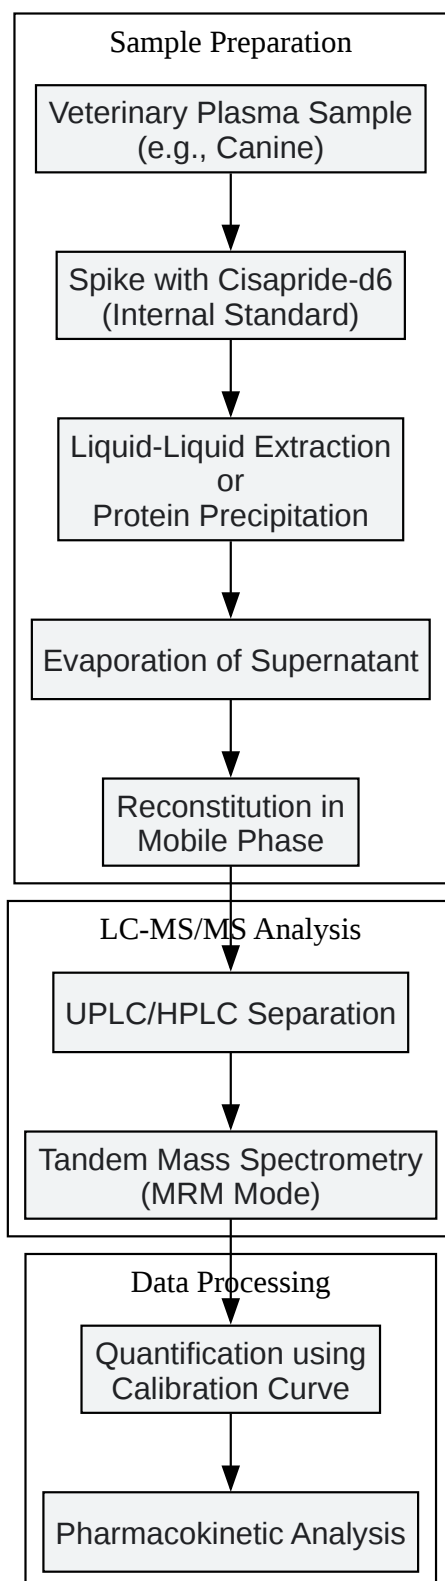 Sample Preparation
Veterinary Plasma Sample
(e.g., Canine)
Spike with Cisapride-d6
(Internal Standard)
Liquid-Liquid Extraction
or
Protein Precipitation
Evaporation of Supernatant
Reconstitution in
Mobile Phase
LC-MS/MS Analysis
UPLC/HPLC Separation
Tandem Mass Spectrometry
(MRM Mode)
Data Processing
Quantification using
Calibration Curve
Pharmacokinetic Analysis